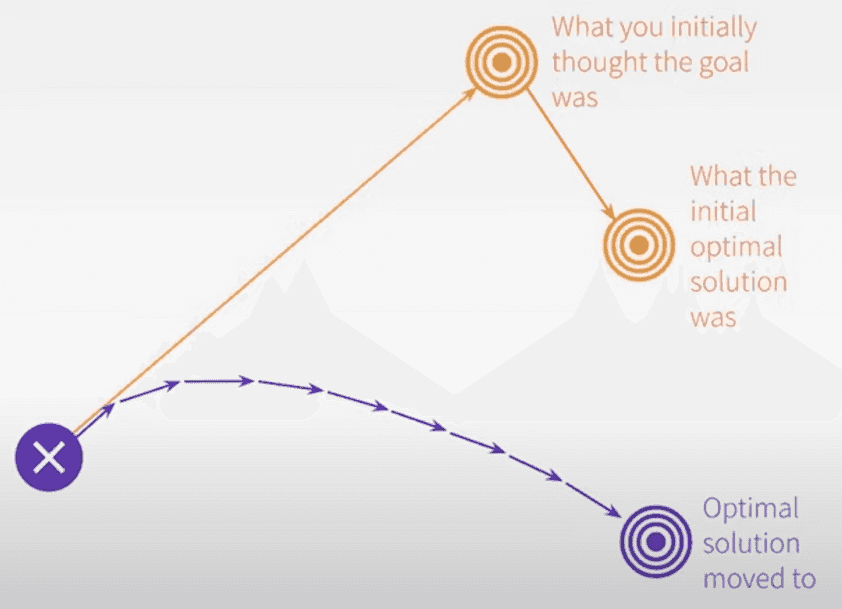 What you initially
thought the goal
was
What the
initial
optimal
solution
was
Optimal
solution
moved to